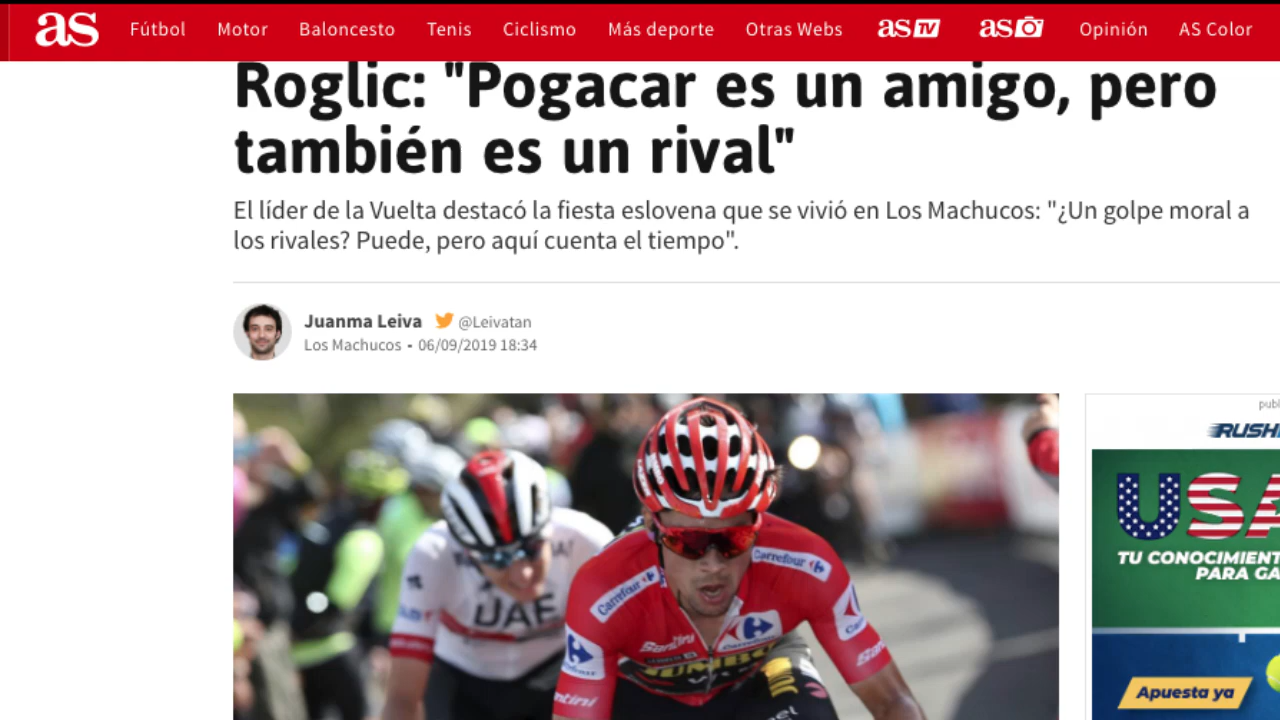 as Fútbol Motor Baloncesto Tenis Ciclismo Más deporte Otras Webs as TV as Opinión AS Color
Roglic: "Pogacar es un amigo, pero
también es un rival"
El líder de la Vuelta destacó la fiesta eslovena que se vivió en Los Machucos: "¿Un golpe moral a
los rivales? Puede, pero aquí cuenta el tiempo".
Juanma Leiva @Leivatan
Los Machucos - 06/09/2019 18:34
publ
RUSH
USA
TU CONOCIMIENT
PARA GA
Apuesta ya
UAE
Carrefour
Carrefour
Santini
JUMBO